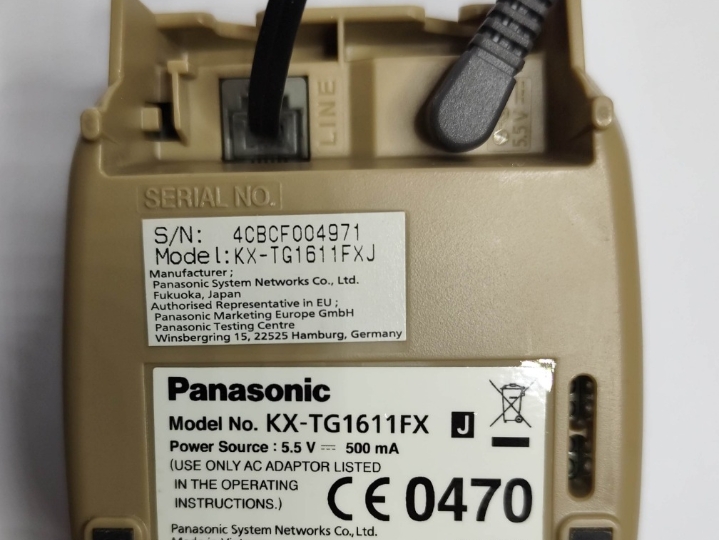 LINE
5.5 V ⎓
SERIAL NO.
S/N: 4CBCF004971
Model:KX-TG1611FXJ
Manufacturer ;
Panasonic System Networks Co., Ltd.
Fukuoka, Japan
Authorised Representative in EU ;
Panasonic Marketing Europe GmbH
Panasonic Testing Centre
Winsbergring 15, 22525 Hamburg, Germany
Panasonic
Model No. KX-TG1611FX J
Power Source : 5.5 V ⎓ 500 mA
(USE ONLY AC ADAPTOR LISTED
IN THE OPERATING
INSTRUCTIONS.)
CE 0470
Panasonic System Networks Co., Ltd.